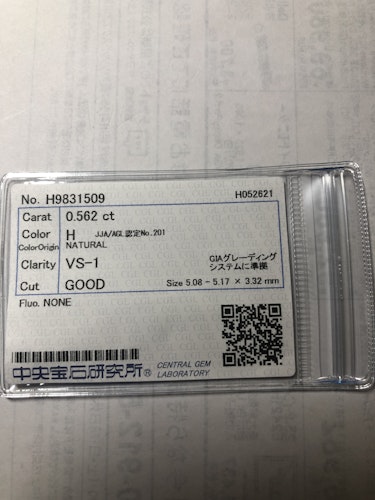 No. H9831509 H052621
Carat 0.562 ct
Color H JJA/AGL認定No.201
ColorOrigin NATURAL
Clarity VS-1 GIAグレーディング
システムに準拠
Cut GOOD Size 5.08 - 5.17 × 3.32 mm
Fluo. NONE
中央宝石研究所® CENTRAL GEM
LABORATORY